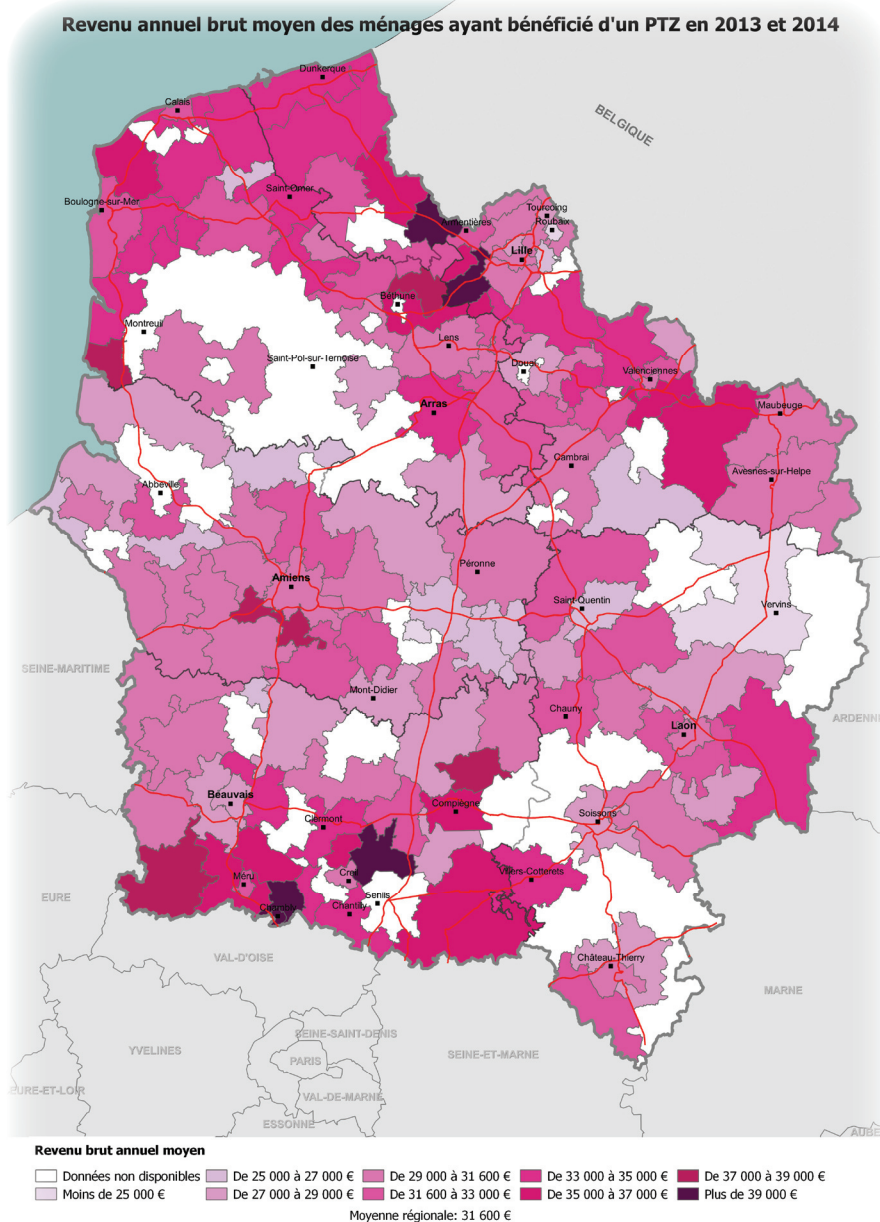 Revenu annuel brut moyen des ménages ayant bénéficié d'un PTZ en 2013 et 2014
Dunkerque
Calais
BELGIQUE
Saint-Omer
Boulogne-sur-Mer
Tourcoing
Armentières
Roubaix
Lille
Béthune
Montreuil
Lens
Saint-Pol-sur-Ternoise
Douai
Valenciennes
Arras
Maubeuge
Cambrai
Avesnes-sur-Helpe
Abbeville
Péronne
Amiens
Saint-Quentin
Vervins
SEINE-MARITIME
Mont-Didier
Chauny
ARDENNE
Laon
Beauvais
Compiègne
Clermont
Soissons
Creil
Villers-Cotterets
Méru
Senlis
EURE
Chambly
Chantilly
VAL-D'OISE
Château-Thierry
MARNE
SEINE-SAINT-DENIS
YVELINES
PARIS
SEINE-ET-MARNE
EURE-ET-LOIR
VAL-DE-MARNE
ESSONNE
AUBE
Revenu brut annuel moyen
Données non disponibles De 25 000 à 27 000 € De 29 000 à 31 600 € De 33 000 à 35 000 € De 37 000 à 39 000 €
Moins de 25 000 € De 27 000 à 29 000 € De 31 600 à 33 000 € De 35 000 à 37 000 € Plus de 39 000 €
Moyenne régionale: 31 600 €